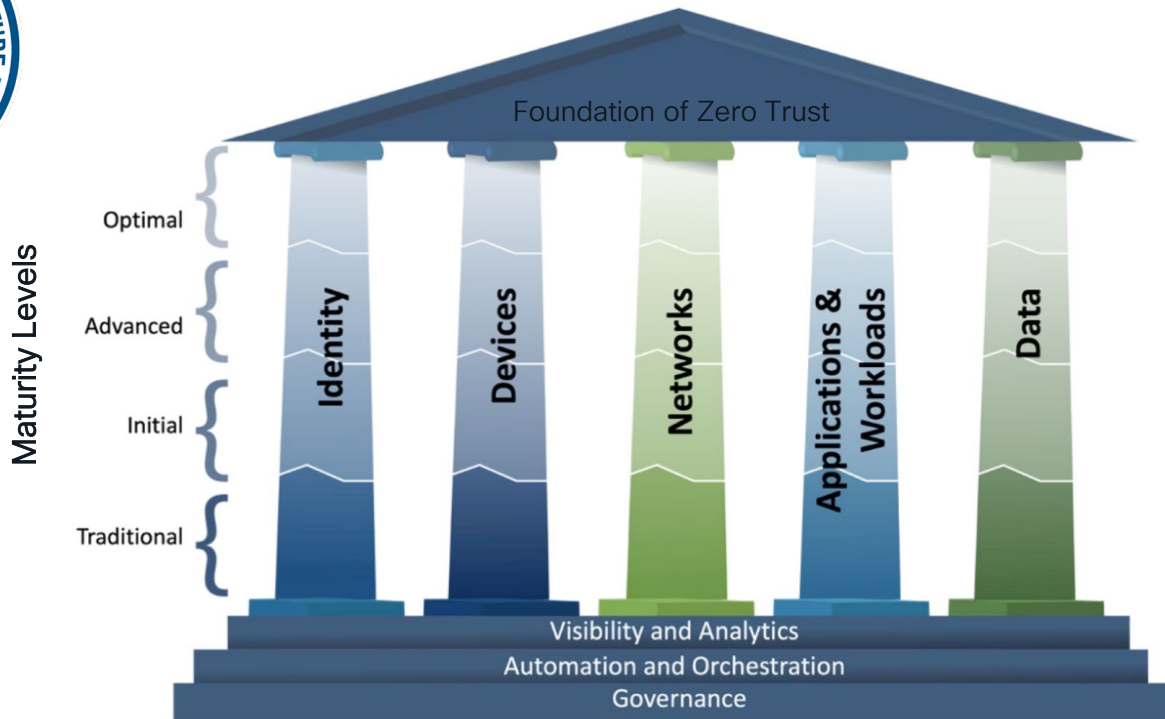 Foundation of Zero Trust
Maturity Levels
Optimal
Advanced
Initial
Traditional
Identity
Devices
Networks
Applications &
Workloads
Data
Visibility and Analytics
Automation and Orchestration
Governance